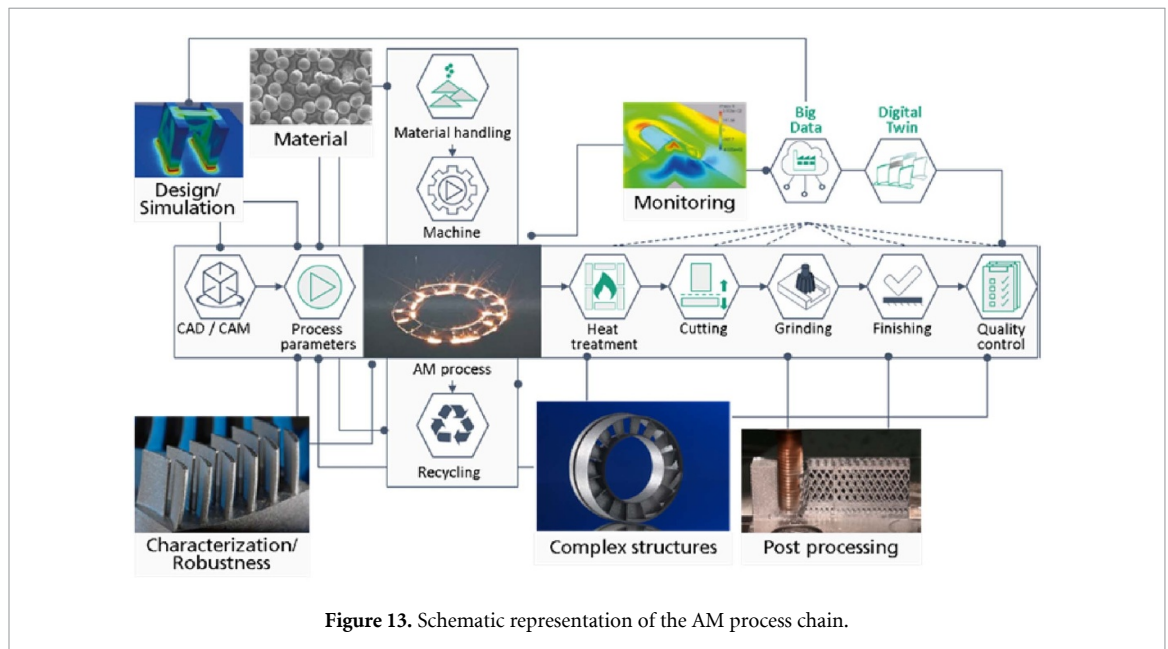 Material handling
Big
Data
Digital
Twin
Material
Design/
Simulation
Monitoring
Machine
CAD / CAM
Process
parameters
Heat
treatment
Cutting
Grinding
Finishing
Quality
control
AM process
Recycling
Characterization/
Robustness
Complex structures
Post processing
Figure 13. Schematic representation of the AM process chain.